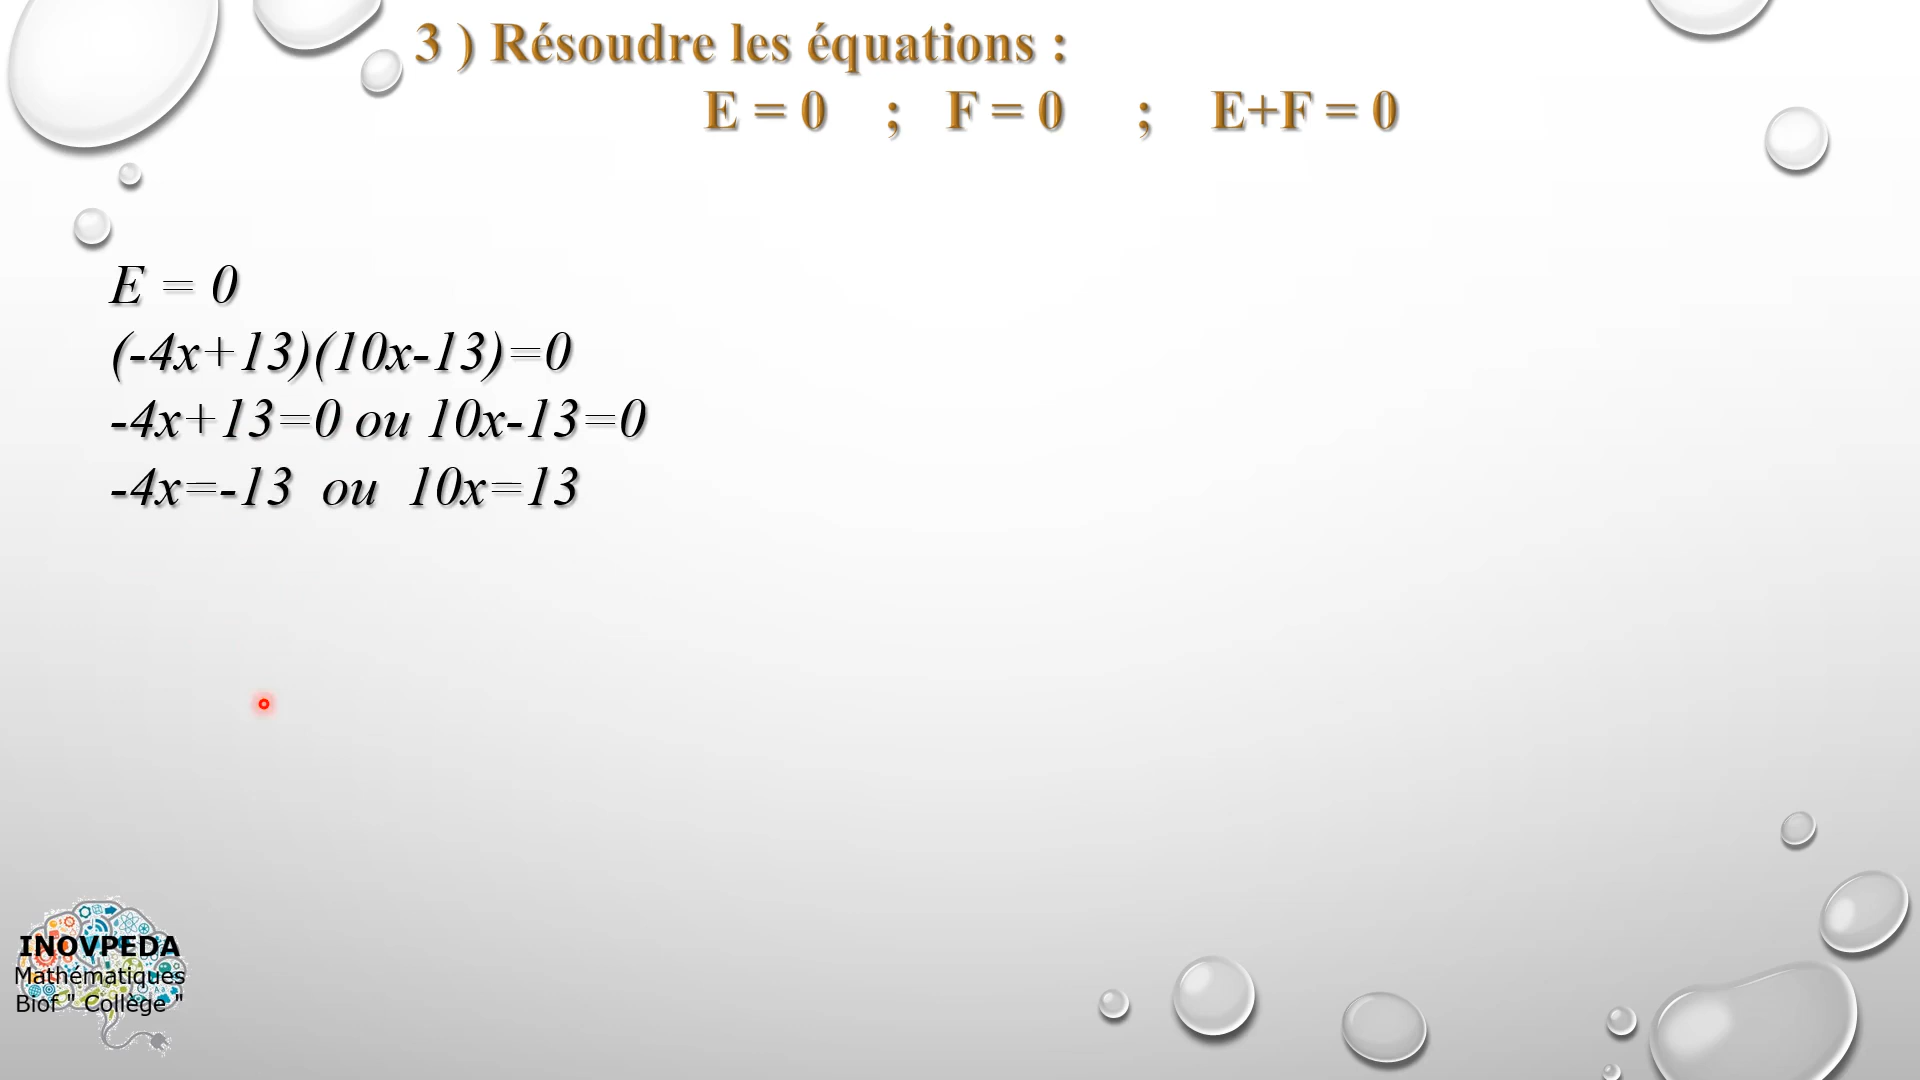 3 ) Résoudre les équations :
E = 0 ; F = 0 ; E+F = 0
E = 0
(-4x+13)(10x-13)=0
-4x+13=0 ou 10x-13=0
-4x=-13 ou 10x=13
INOVPEDA
Mathématiques
Biof " Collège "